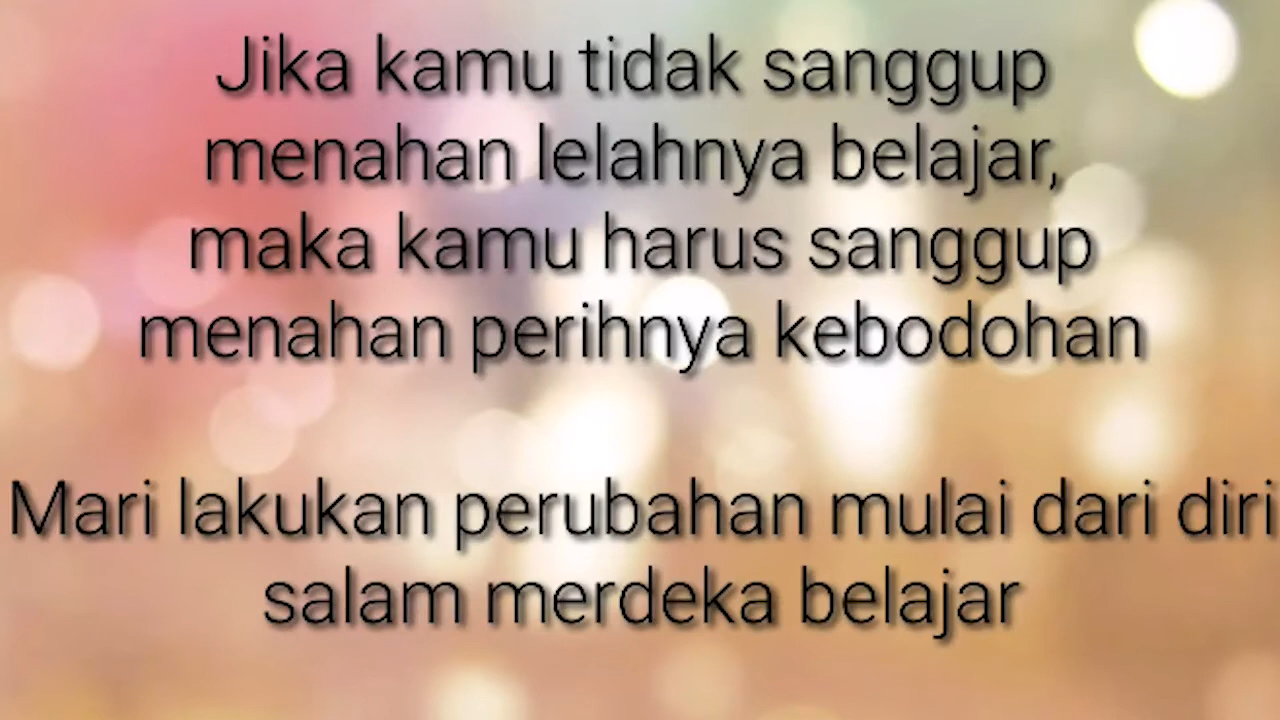 Jika kamu tidak sanggup
menahan lelahnya belajar,
maka kamu harus sanggup
menahan perihnya kebodohan
Mari lakukan perubahan mulai dari diri
salam merdeka belajar